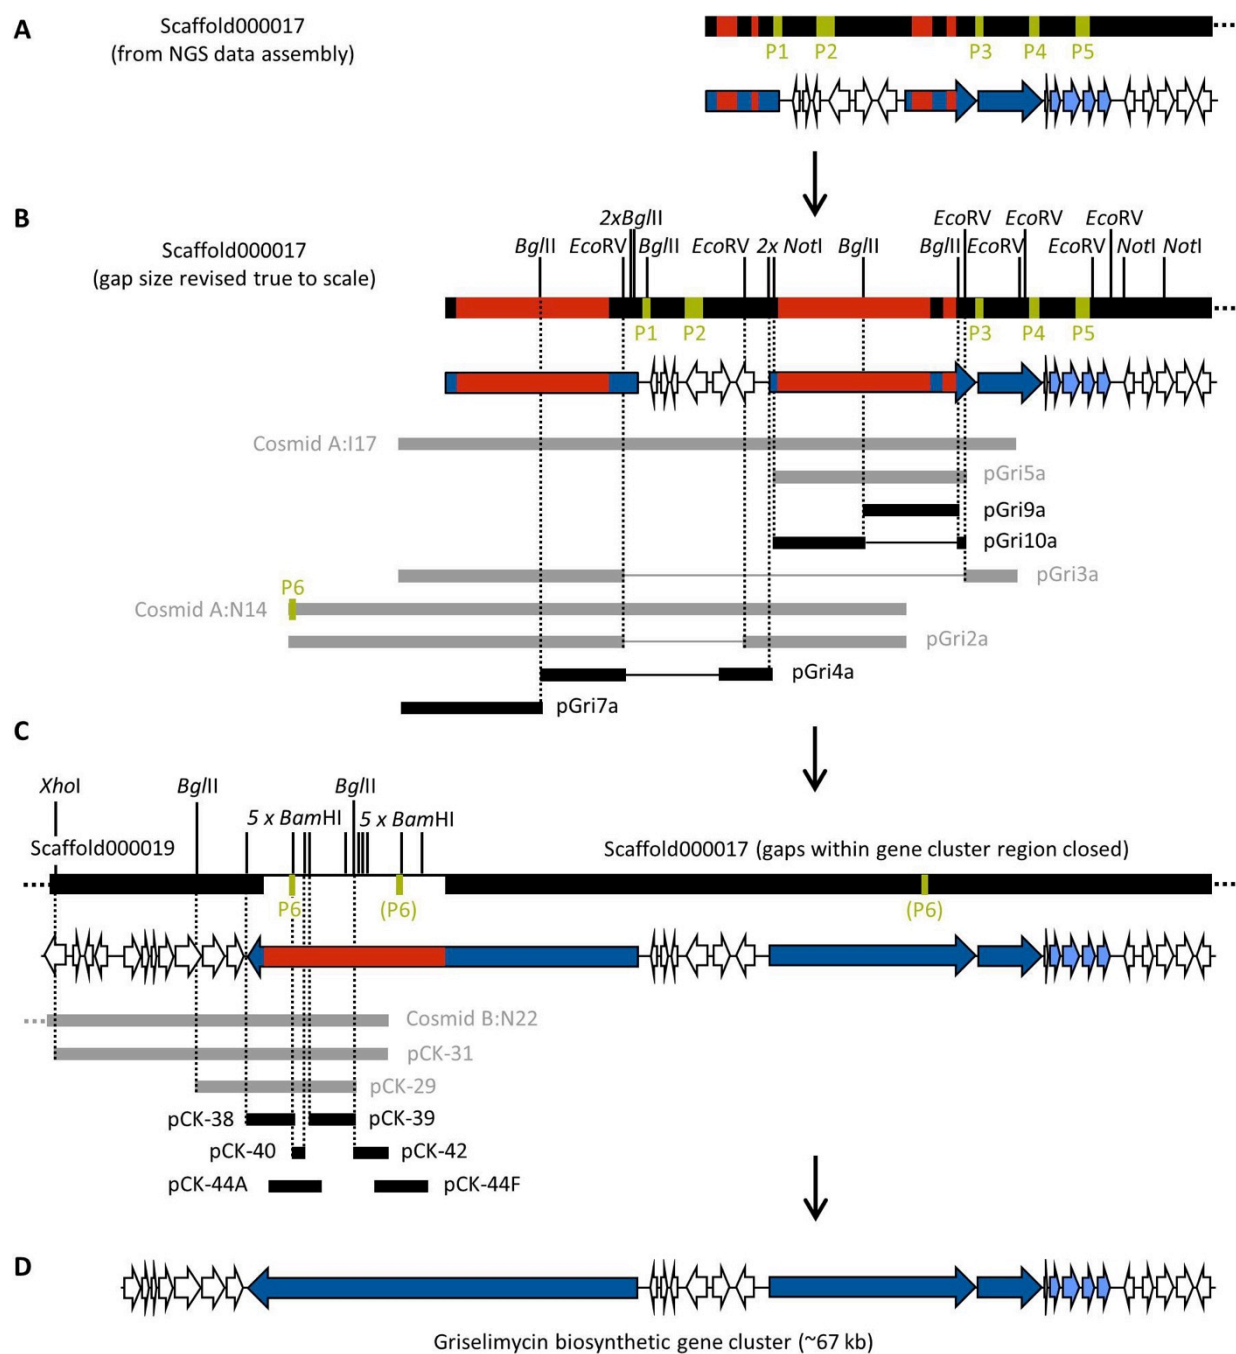 A
Scaffold000017
(from NGS data assembly)
P1 P2 P3 P4 P5
B
Scaffold000017
(gap size revised true to scale)
2xBglII EcoRV EcoRV EcoRV
BglII EcoRV BglII EcoRV 2x NotI BglII BglII EcoRV EcoRV NotI NotI
P1 P2 P3 P4 P5
Cosmid A:I17
pGri5a
pGri9a
pGri10a
pGri3a
P6
Cosmid A:N14
pGri2a
pGri4a
pGri7a
C
XhoI BglII BglII
5 x BamHI 5 x BamHI
Scaffold000019 Scaffold000017 (gaps within gene cluster region closed)
P6 (P6) (P6)
Cosmid B:N22
pCK-31
pCK-29
pCK-38 pCK-39
pCK-40 pCK-42
pCK-44A pCK-44F
D
Griselimycin biosynthetic gene cluster (~67 kb)